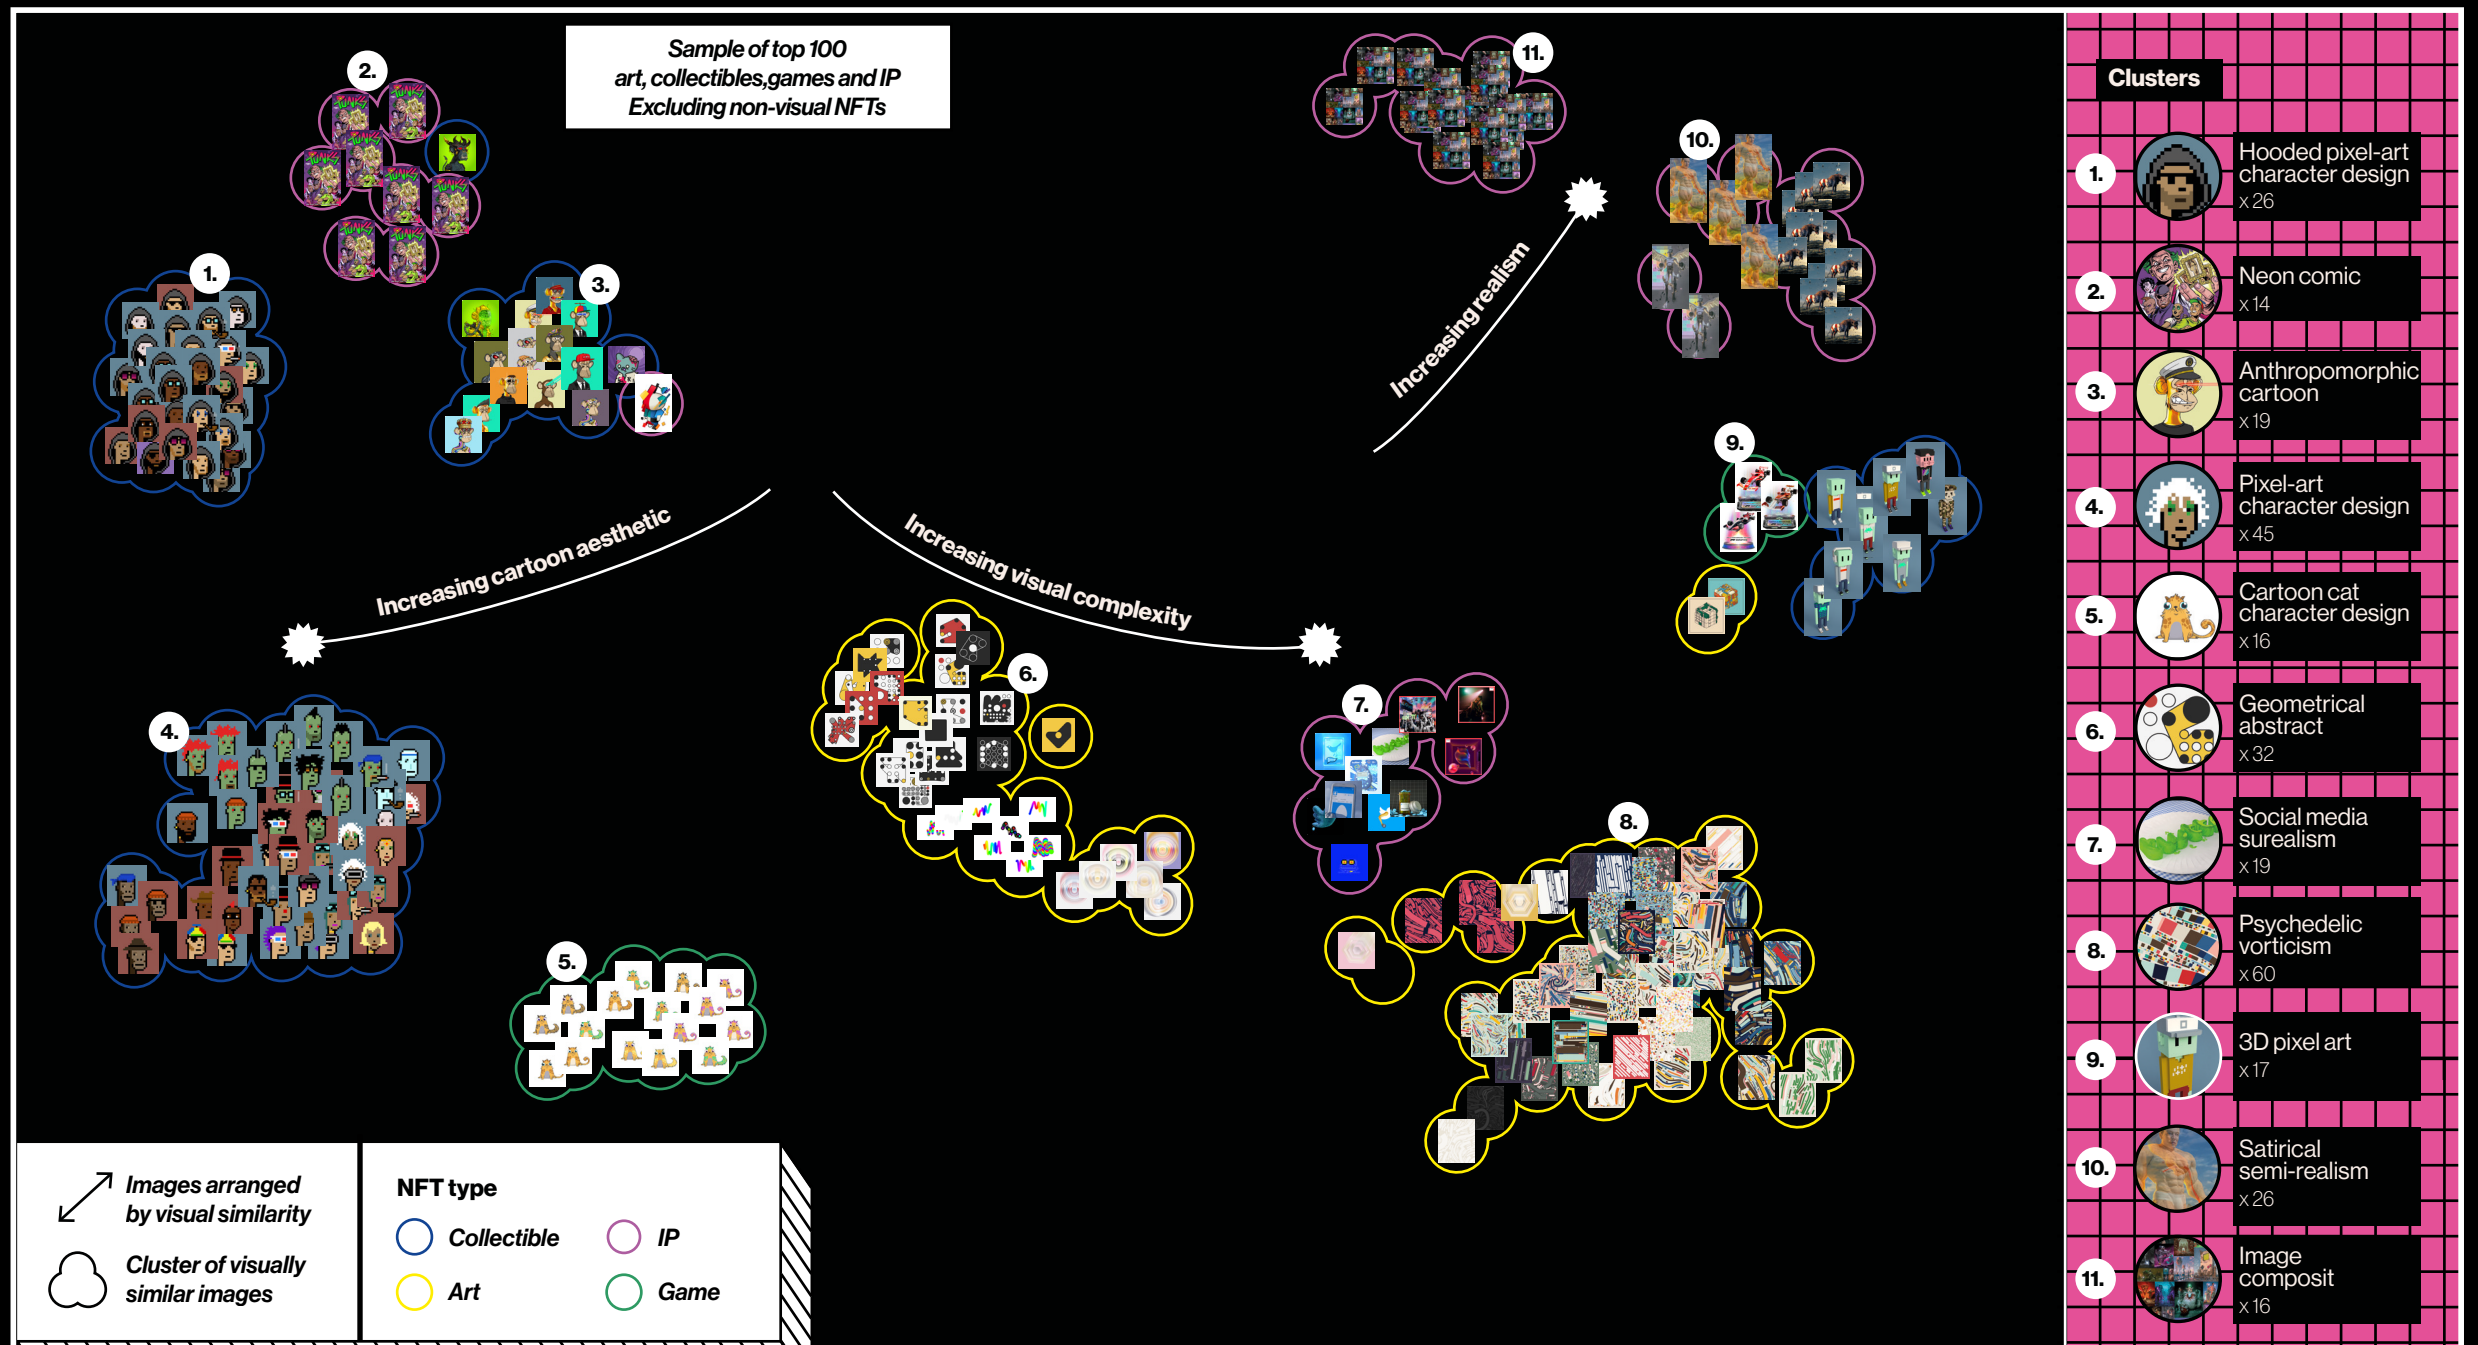 Sample of top 100
art, collectibles,games and IP
Excluding non-visual NFTs
1.
2.
3.
4.
5.
6.
7.
8.
9.
10.
11.
Increasing cartoon aesthetic
Increasing visual complexity
Increasing realism
Images arranged
by visual similarity
Cluster of visually
similar images
NFT type
Collectible
IP
Art
Game
Clusters
1.
Hooded pixel-art
character design
x 26
2.
Neon comic
x 14
3.
Anthropomorphic
cartoon
x 19
4.
Pixel-art
character design
x 45
5.
Cartoon cat
character design
x 16
6.
Geometrical
abstract
x 32
7.
Social media
surealism
x 19
8.
Psychedelic
vorticism
x 60
9.
3D pixel art
x 17
10.
Satirical
semi-realism
x 26
11.
Image
composit
x 16